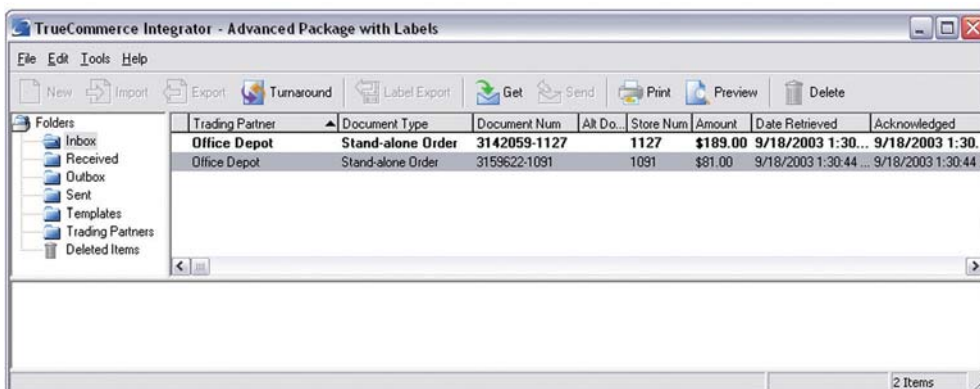 TrueCommerce Integrator - Advanced Package with Labels
File Edit Tools Help
New Import Export Turnaround Label Export Get Send Print Preview Delete
Folders
Inbox
Received
Outbox
Sent
Templates
Trading Partners
Deleted Items
Trading Partner Document Type Document Num Alt Do... Store Num Amount Date Retrieved Acknowledged
Office Depot Stand-alone Order 3142059-1127 1127 $189.00 9/18/2003 1:30... 9/18/2003 1:30.
Office Depot Stand-alone Order 3159622-1091 1091 $81.00 9/18/2003 1:30:44 ... 9/18/2003 1:30:44
2 Items